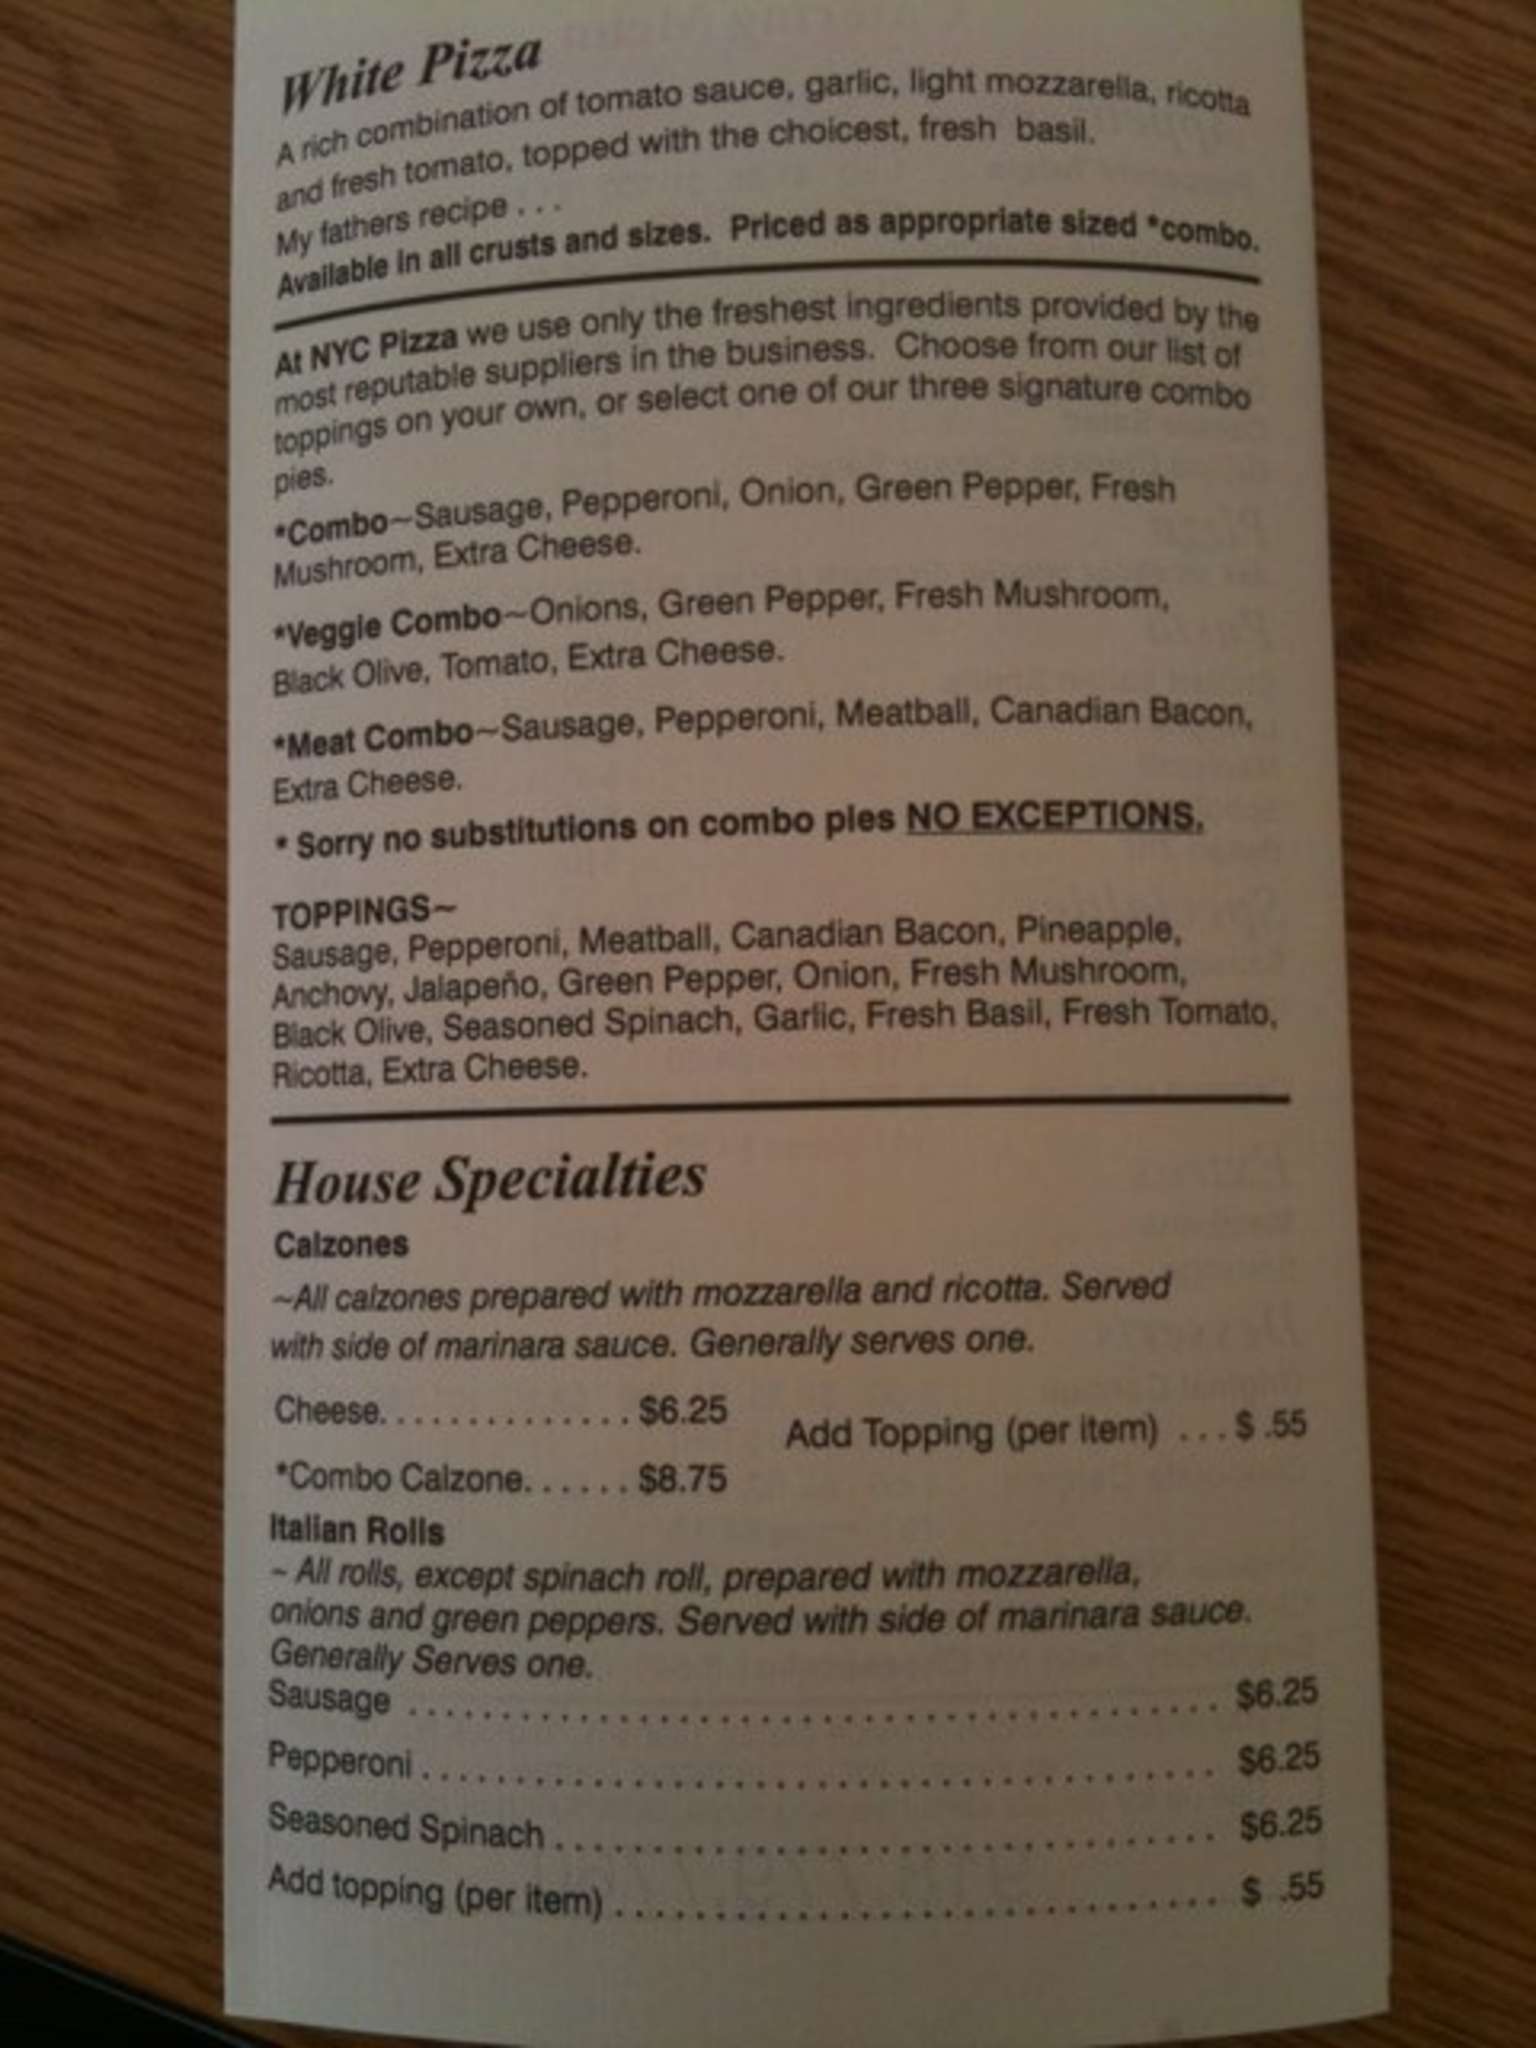 White Pizza
A rich combination of tomato sauce, garlic, light mozzarella, ricotta
and fresh tomato, topped with the choicest, fresh basil.
My fathers recipe . . .
Available in all crusts and sizes. Priced as appropriate sized *combo.
At NYC Pizza we use only the freshest ingredients provided by the
most reputable suppliers in the business. Choose from our list of
toppings on your own, or select one of our three signature combo
pies.
*Combo~Sausage, Pepperoni, Onion, Green Pepper, Fresh
Mushroom, Extra Cheese.
*Veggie Combo~Onions, Green Pepper, Fresh Mushroom,
Black Olive, Tomato, Extra Cheese.
*Meat Combo~Sausage, Pepperoni, Meatball, Canadian Bacon,
Extra Cheese.
* Sorry no substitutions on combo pies NO EXCEPTIONS.
TOPPINGS~
Sausage, Pepperoni, Meatball, Canadian Bacon, Pineapple,
Anchovy, Jalapeño, Green Pepper, Onion, Fresh Mushroom,
Black Olive, Seasoned Spinach, Garlic, Fresh Basil, Fresh Tomato,
Ricotta, Extra Cheese.
House Specialties
Calzones
~All calzones prepared with mozzarella and ricotta. Served
with side of marinara sauce. Generally serves one.
Cheese. . . . . . . . . . . . . . . $6.25
Add Topping (per item) . . . $ .55
*Combo Calzone. . . . . . $8.75
Italian Rolls
~ All rolls, except spinach roll, prepared with mozzarella,
onions and green peppers. Served with side of marinara sauce.
Generally Serves one.
Sausage . . . . . . . . . . . . . . . . . . . . . . . . . . . . . . . . . . . . . . . . $6.25
Pepperoni . . . . . . . . . . . . . . . . . . . . . . . . . . . . . . . . . . . . . . . $6.25
Seasoned Spinach . . . . . . . . . . . . . . . . . . . . . . . . . . . . . . . . $6.25
Add topping (per item) . . . . . . . . . . . . . . . . . . . . . . . . . . . . . $ .55